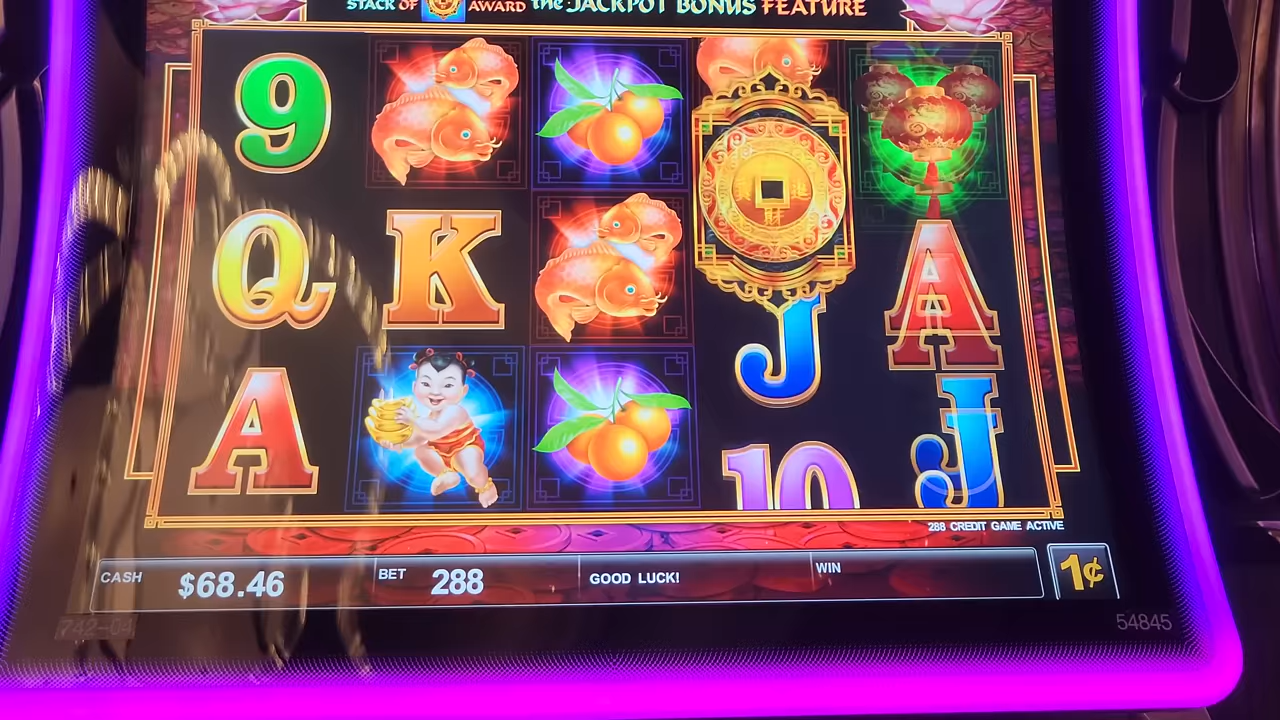 STACK OF AWARD the JACKPOT BONUS FEATURE
9
Q K A
A J
10 J
288 CREDIT GAME ACTIVE
CASH $68.46 BET 288 GOOD LUCK! WIN 1¢
742-04 54845